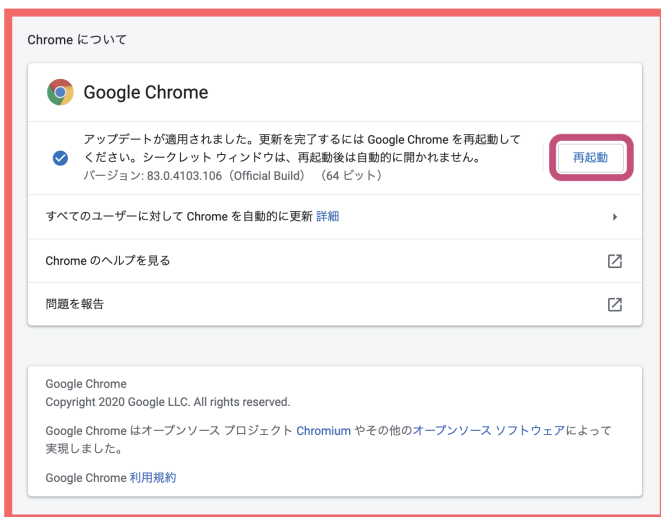 Chrome について
Google Chrome
アップデートが適用されました。更新を完了するには Google Chrome を再起動して
ください。シークレット ウィンドウは、再起動後は自動的に開かれません。
バージョン: 83.0.4103.106（Official Build） （64 ビット）
再起動
すべてのユーザーに対して Chrome を自動的に更新 詳細
Chrome のヘルプを見る
問題を報告
Google Chrome
Copyright 2020 Google LLC. All rights reserved.
Google Chrome はオープンソース プロジェクト Chromium やその他のオープンソース ソフトウェアによって
実現しました。
Google Chrome 利用規約